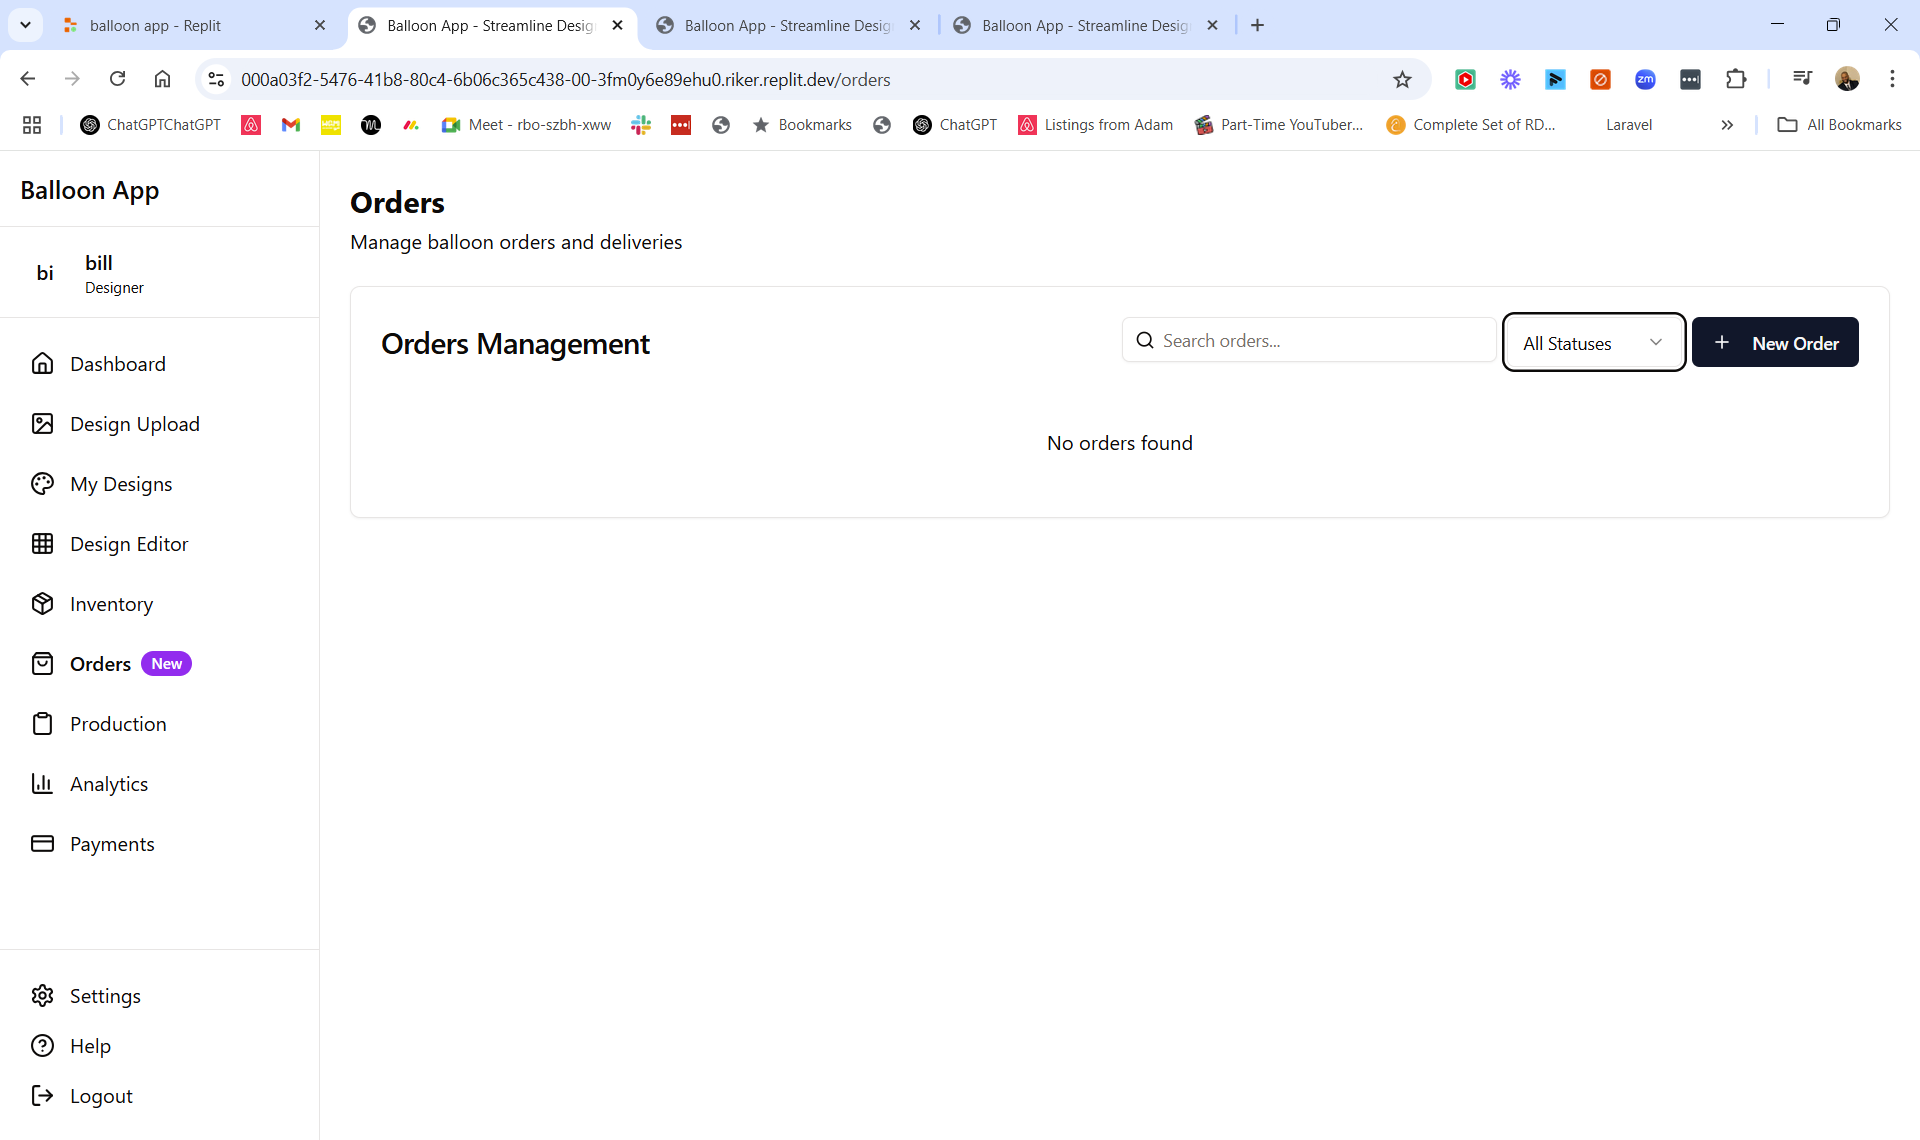 balloon app - Replit
Balloon App - Streamline Desig
Balloon App - Streamline Desig
Balloon App - Streamline Desig
000a03f2-5476-41b8-80c4-6b06c365c438-00-3fm0y6e89ehu0.riker.replit.dev/orders
zm
ChatGPTChatGPT
Meet - rbo-szbh-xww
Bookmarks
ChatGPT
Listings from Adam
Part-Time YouTuber...
Complete Set of RD...
Laravel
All Bookmarks
Balloon App
bi
bill
Designer
Dashboard
Design Upload
My Designs
Design Editor
Inventory
Orders New
Production
Analytics
Payments
Settings
Help
Logout
Orders
Manage balloon orders and deliveries
Orders Management
Search orders...
All Statuses
New Order
No orders found